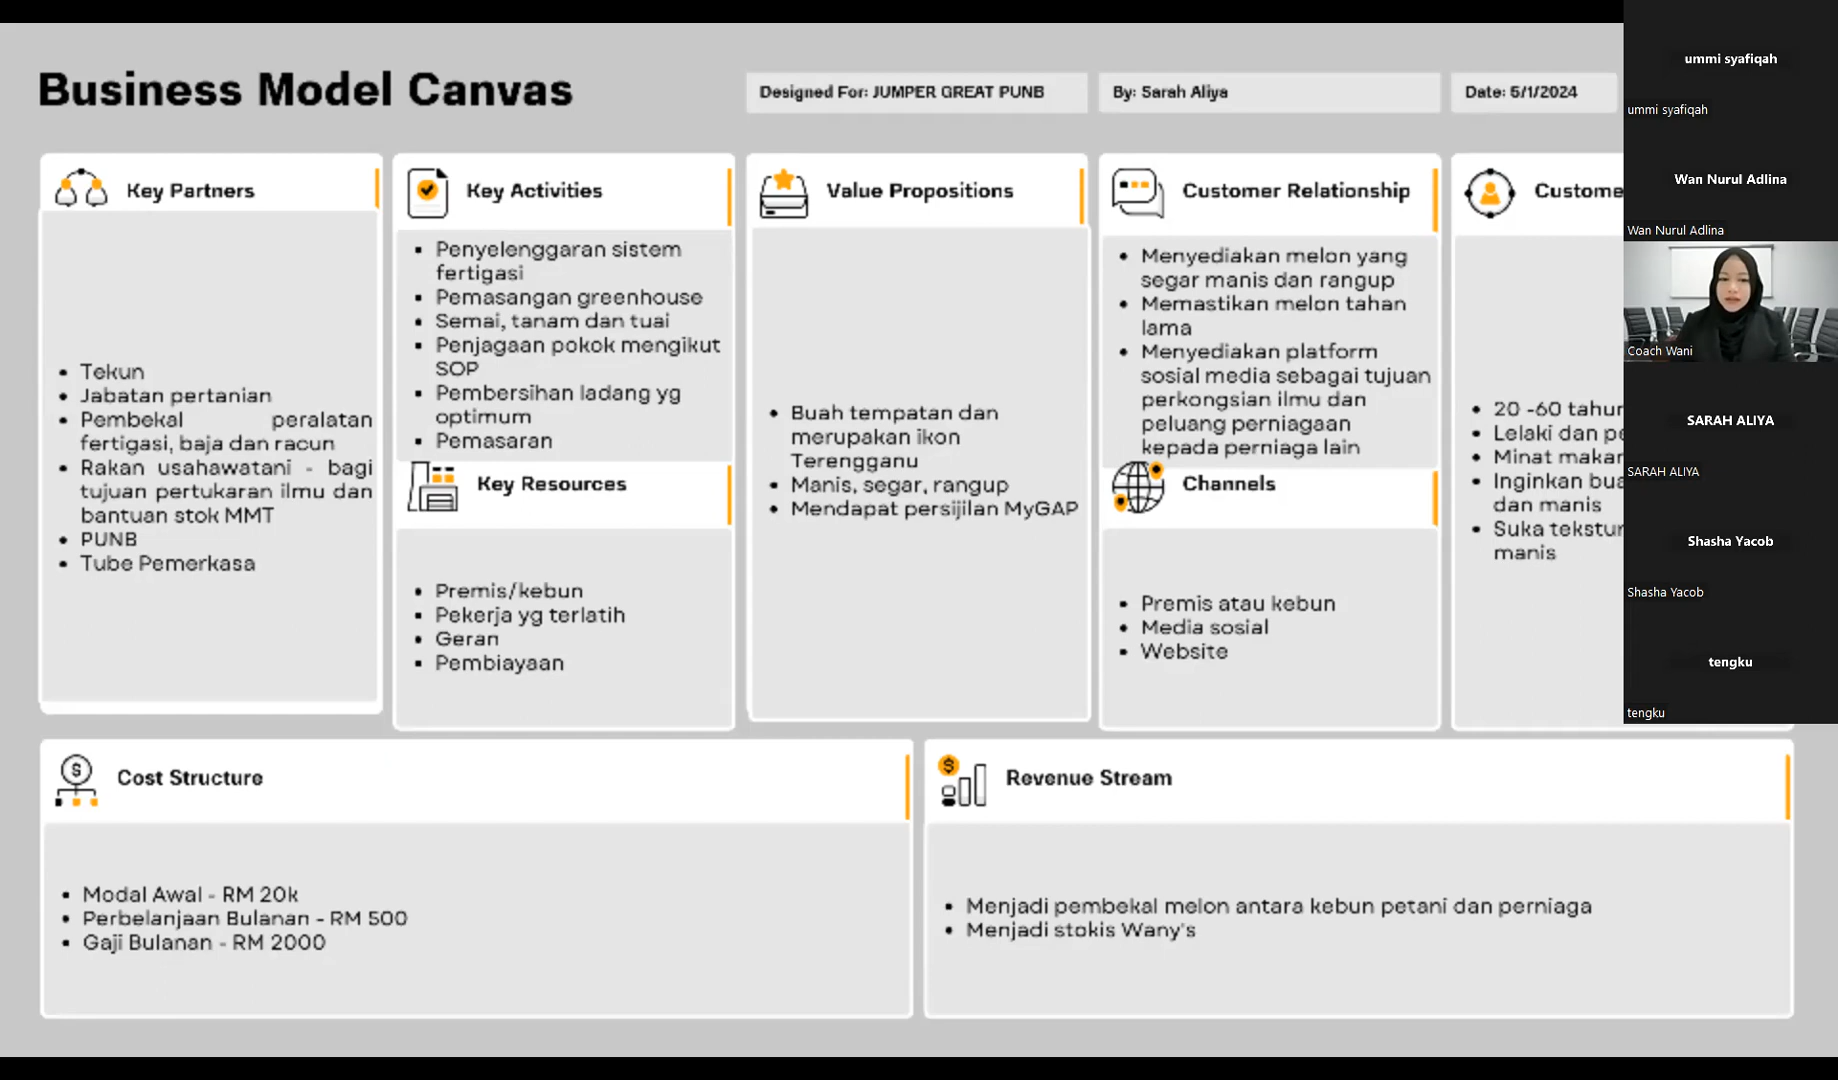 Business Model Canvas
Designed For: JUMPER GREAT PUNB
By: Sarah Aliya
Date: 5/1/2024
Key Partners
Tekun
Jabatan pertanian
Pembekal peralatan
fertigasi, baja dan racun
Rakan usahawatani - bagi
tujuan pertukaran ilmu dan
bantuan stok MMT
PUNB
Tube Pemerkasa
Key Activities
Penyelenggaran sistem
fertigasi
Pemasangan greenhouse
Semai, tanam dan tuai
Penjagaan pokok mengikut
SOP
Pembersihan ladang yg
optimum
Pemasaran
Key Resources
Premis/kebun
Pekerja yg terlatih
Geran
Pembiayaan
Value Propositions
Buah tempatan dan
merupakan ikon
Terengganu
Manis, segar, rangup
Mendapat persijilan MyGAP
Customer Relationship
Menyediakan melon yang
segar manis dan rangup
Memastikan melon tahan
lama
Menyediakan platform
sosial media sebagai tujuan
perkongsian ilmu dan
peluang perniagaan
kepada perniaga lain
Channels
Premis atau kebun
Media sosial
Website
Custome
20 -60 tahu
Lelaki dan pe
Minat maka
Inginkan bua
dan manis
Suka tekstu
manis
Cost Structure
Modal Awal - RM 20k
Perbelanjaan Bulanan - RM 500
Gaji Bulanan - RM 2000
Revenue Stream
Menjadi pembekal melon antara kebun petani dan perniaga
Menjadi stokis Wany's
ummi syafiqah
ummi syafiqah
Wan Nurul Adlina
Wan Nurul Adlina
Coach Wani
SARAH ALIYA
SARAH ALIYA
Shasha Yacob
Shasha Yacob
tengku
tengku